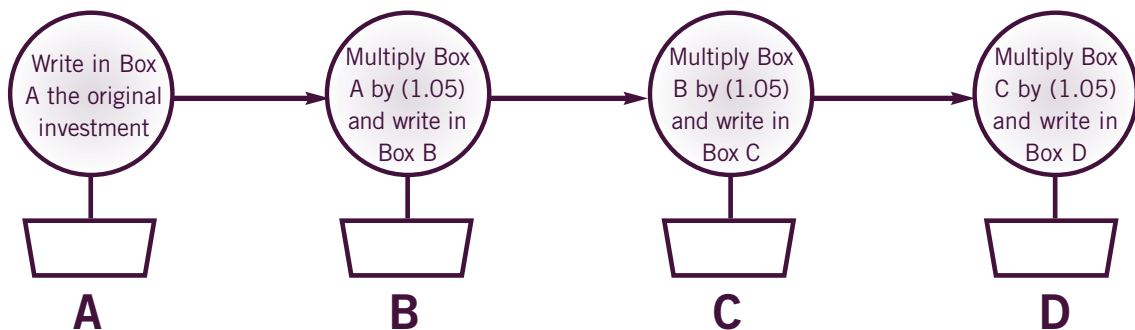 Write in Box
A the original
investment
Multiply Box
A by (1.05)
and write in
Box B
Multiply Box
B by (1.05)
and write in
Box C
Multiply Box
C by (1.05)
and write in
Box D
A
B
C
D